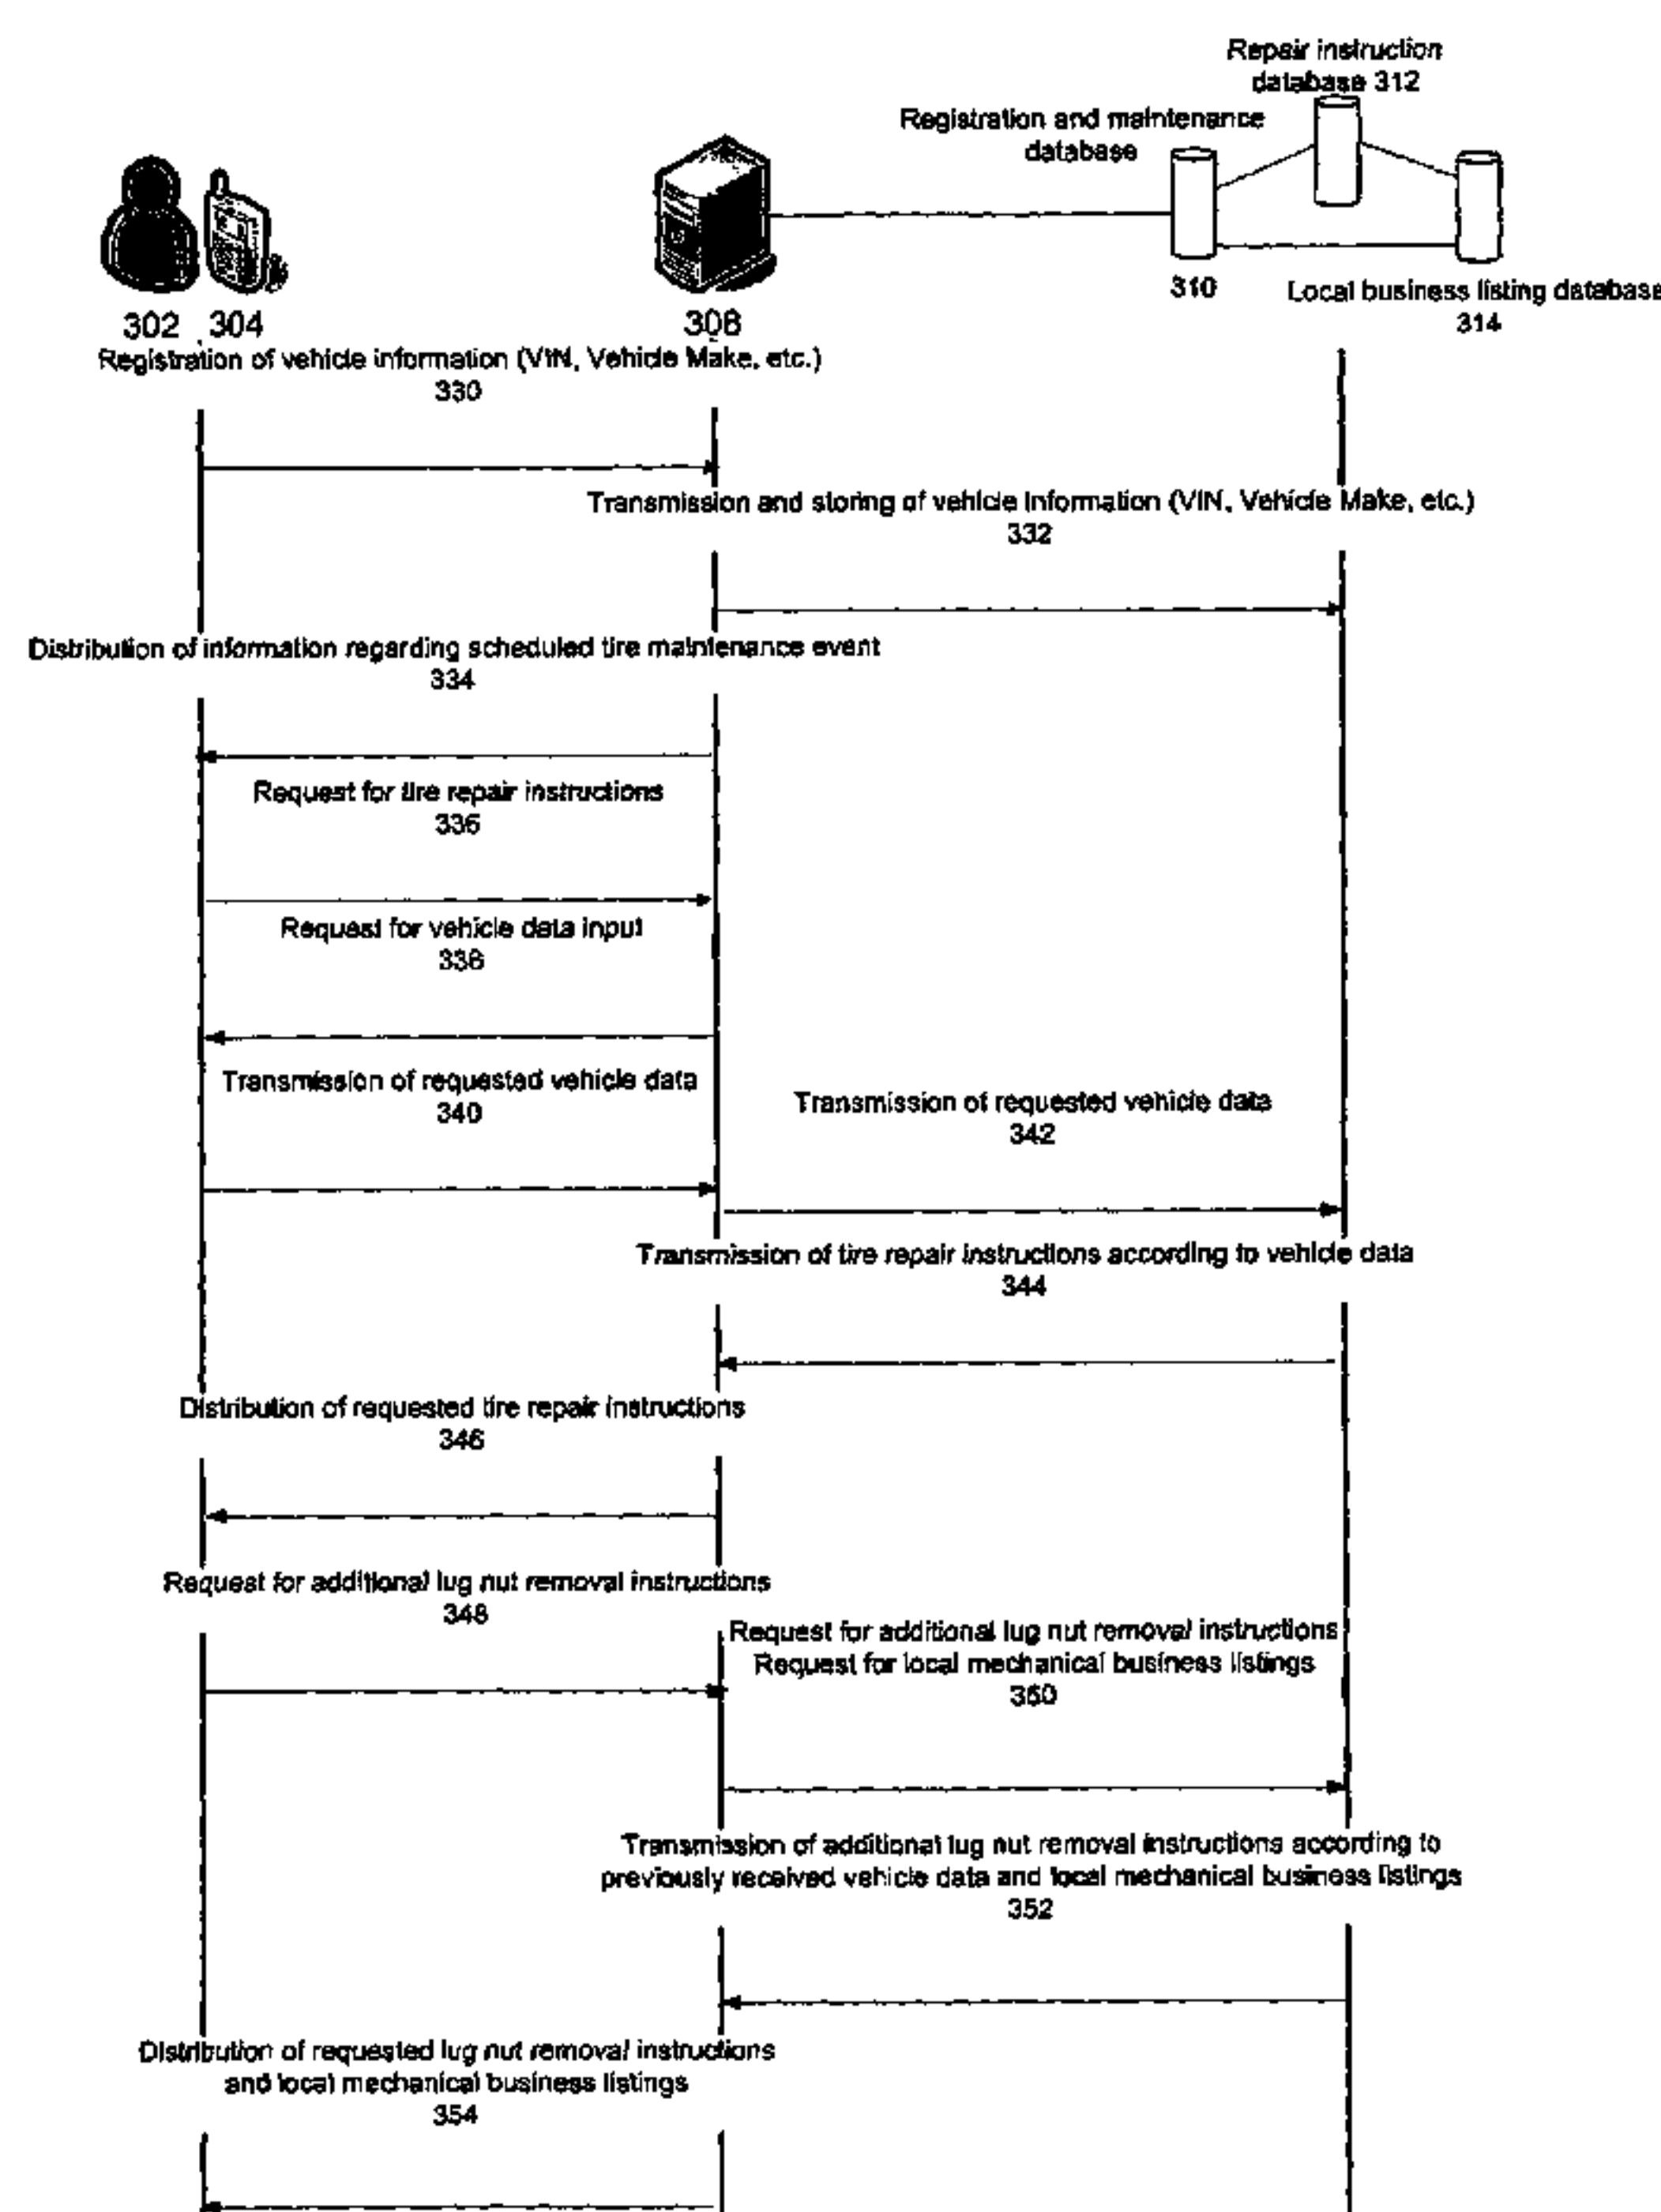 Repair instruction
database 312
Registration and maintenance
database
310
Local business listing database
314
302 304
308
Registration of vehicle information (VIN, Vehicle Make, etc.)
330
Transmission and storing of vehicle information (VIN, Vehicle Make, etc.)
332
Distribution of information regarding scheduled tire maintenance event
334
Request for tire repair instructions
336
Request for vehicle data input
338
Transmission of requested vehicle data
340
Transmission of requested vehicle data
342
Transmission of tire repair instructions according to vehicle data
344
Distribution of requested tire repair instructions
346
Request for additional lug nut removal instructions
348
Request for additional lug nut removal instructions
Request for local mechanical business listings
350
Transmission of additional lug nut removal instructions according to
previously received vehicle data and local mechanical business listings
352
Distribution of requested lug nut removal instructions
and local mechanical business listings
354